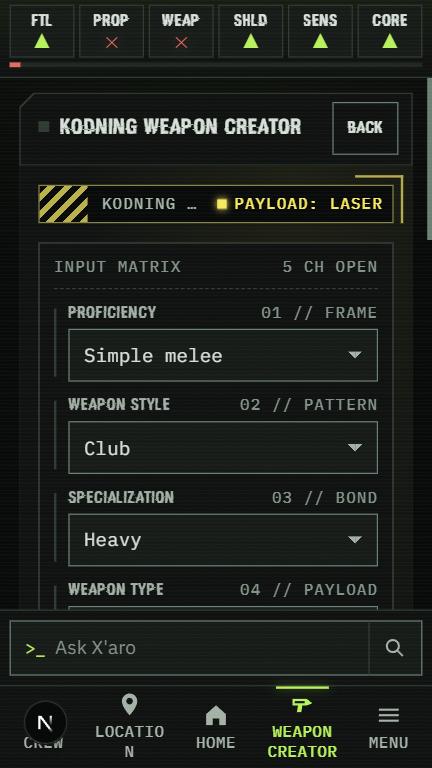 FTL PROP WEAP SHLD SENS CORE
KODNING WEAPON CREATOR
BACK
KODNING … PAYLOAD: LASER
INPUT MATRIX 5 CH OPEN
PROFICIENCY 01 // FRAME
Simple melee
WEAPON STYLE 02 // PATTERN
Club
SPECIALIZATION 03 // BOND
Heavy
WEAPON TYPE 04 // PAYLOAD
>_ Ask X'aro
N
CREW
LOCATIO
N
HOME
WEAPON
CREATOR
MENU